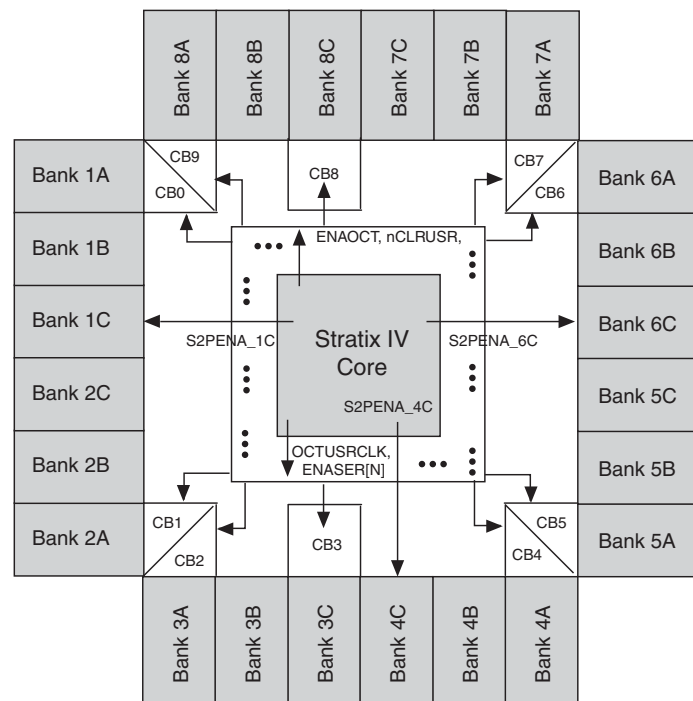 Bank 8A
Bank 8B
Bank 8C
Bank 7C
Bank 7B
Bank 7A
Bank 1A
CB9
CB0
CB8
CB7
CB6
Bank 6A
Bank 1B
ENAOCT, nCLRUSR,
Bank 6B
Bank 1C
S2PENA_1C
Stratix IV
Core
S2PENA_6C
Bank 6C
Bank 2C
S2PENA_4C
Bank 5C
Bank 2B
OCTUSRCLK,
ENASER[N]
Bank 5B
Bank 2A
CB1
CB2
CB3
CB5
CB4
Bank 5A
Bank 3A
Bank 3B
Bank 3C
Bank 4C
Bank 4B
Bank 4A